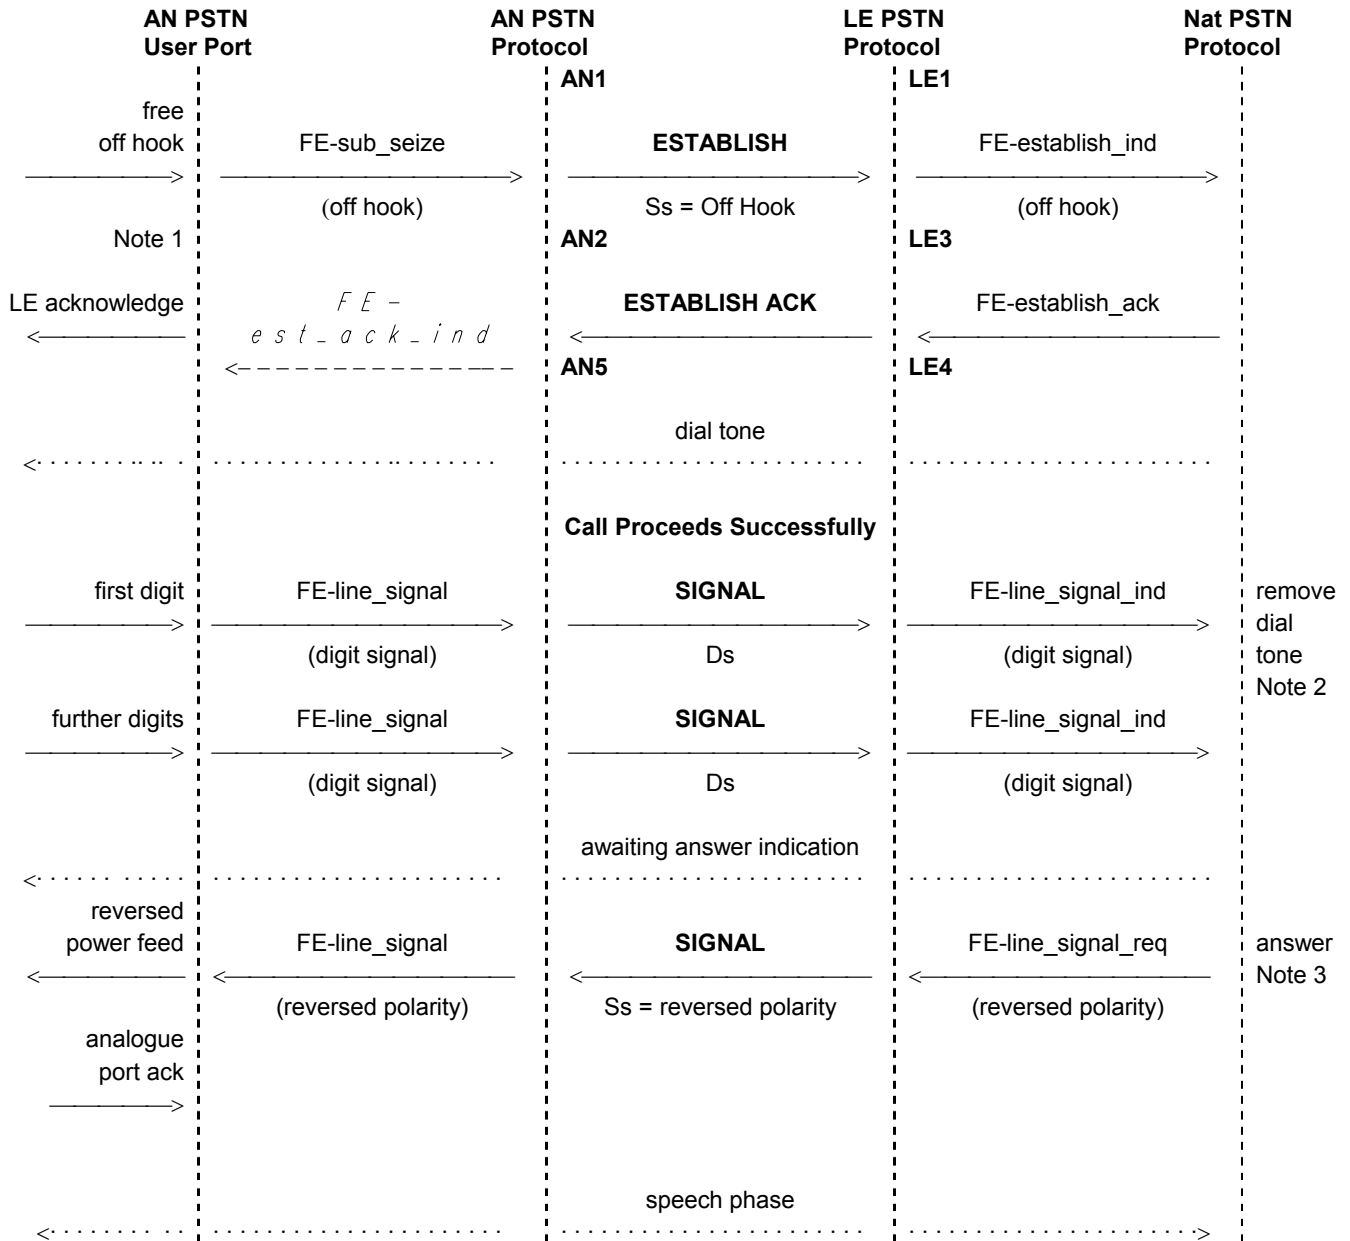 AN PSTN User Port
AN PSTN Protocol
LE PSTN Protocol
Nat PSTN Protocol
AN1
LE1
free
off hook
FE-sub_seize
ESTABLISH
FE-establish_ind
(off hook)
Ss = Off Hook
(off hook)
Note 1
AN2
LE3
LE acknowledge
FE-
est_ack_ind
ESTABLISH ACK
FE-establish_ack
AN5
LE4
dial tone
Call Proceeds Successfully
first digit
FE-line_signal
SIGNAL
FE-line_signal_ind
remove
dial
tone
Note 2
(digit signal)
Ds
(digit signal)
further digits
FE-line_signal
SIGNAL
FE-line_signal_ind
(digit signal)
Ds
(digit signal)
awaiting answer indication
reversed
power feed
FE-line_signal
SIGNAL
FE-line_signal_req
answer
Note 3
(reversed polarity)
Ss = reversed polarity
(reversed polarity)
analogue
port ack
speech phase